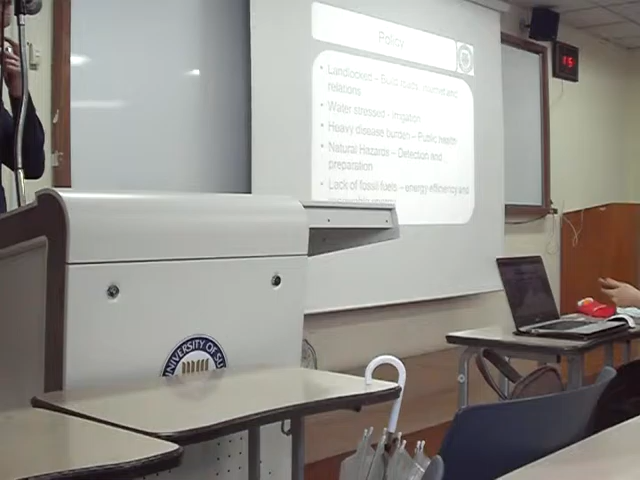 Policy
• Landlocked – Build roads, internet and
relations
• Water stressed - irrigation
• Heavy disease burden – Public health
• Natural Hazards – Detection and
preparation
• Lack of fossil fuels – energy efficiency and
15
UNIVERSITY OF